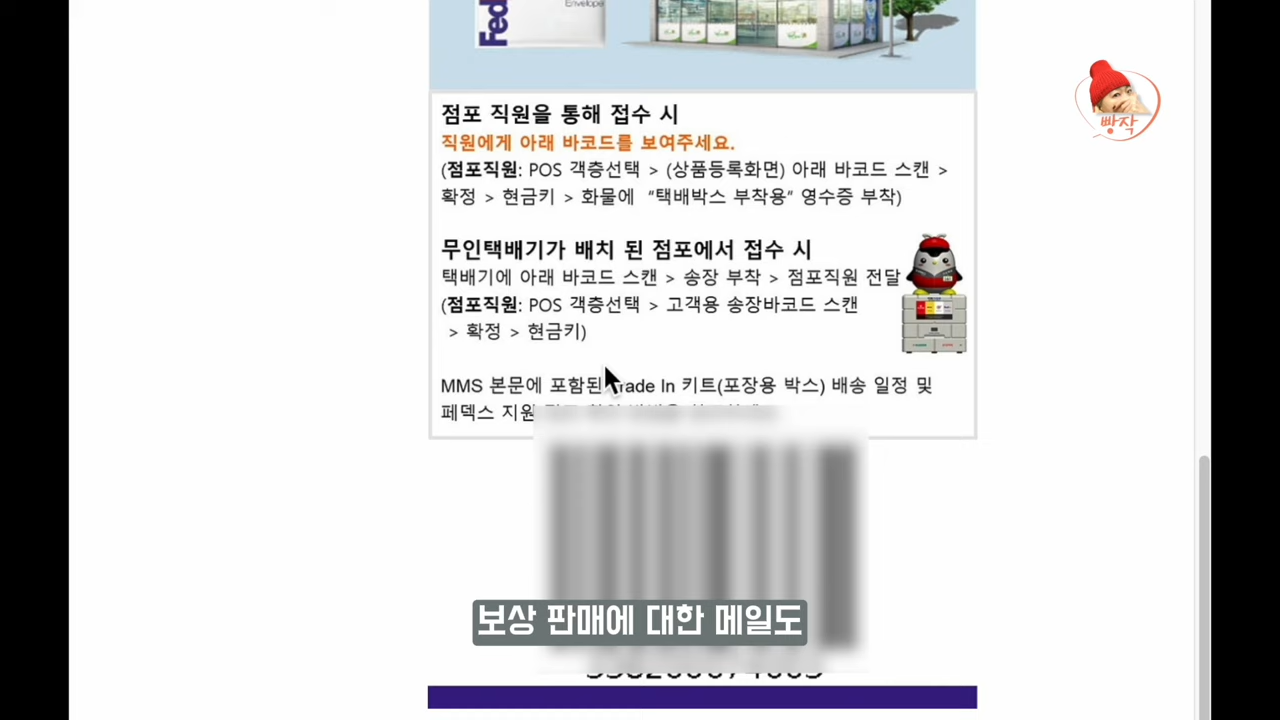 Fed
Envelope
빵작
점포 직원을 통해 접수 시
직원에게 아래 바코드를 보여주세요.
(점포직원: POS 객층선택 > (상품등록화면) 아래 바코드 스캔 >
확정 > 현금키 > 화물에 “택배박스 부착용” 영수증 부착)
무인택배기가 배치 된 점포에서 접수 시
택배기에 아래 바코드 스캔 > 송장 부착 > 점포직원 전달
(점포직원: POS 객층선택 > 고객용 송장바코드 스캔
> 확정 > 현금키)
MMS 본문에 포함된 rade In 키트(포장용 박스) 배송 일정 및
페덱스 지원
보상 판매에 대한 메일도